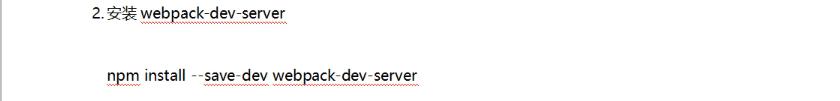 2.安装 webpack-dev-server
npm install --save-dev webpack-dev-server